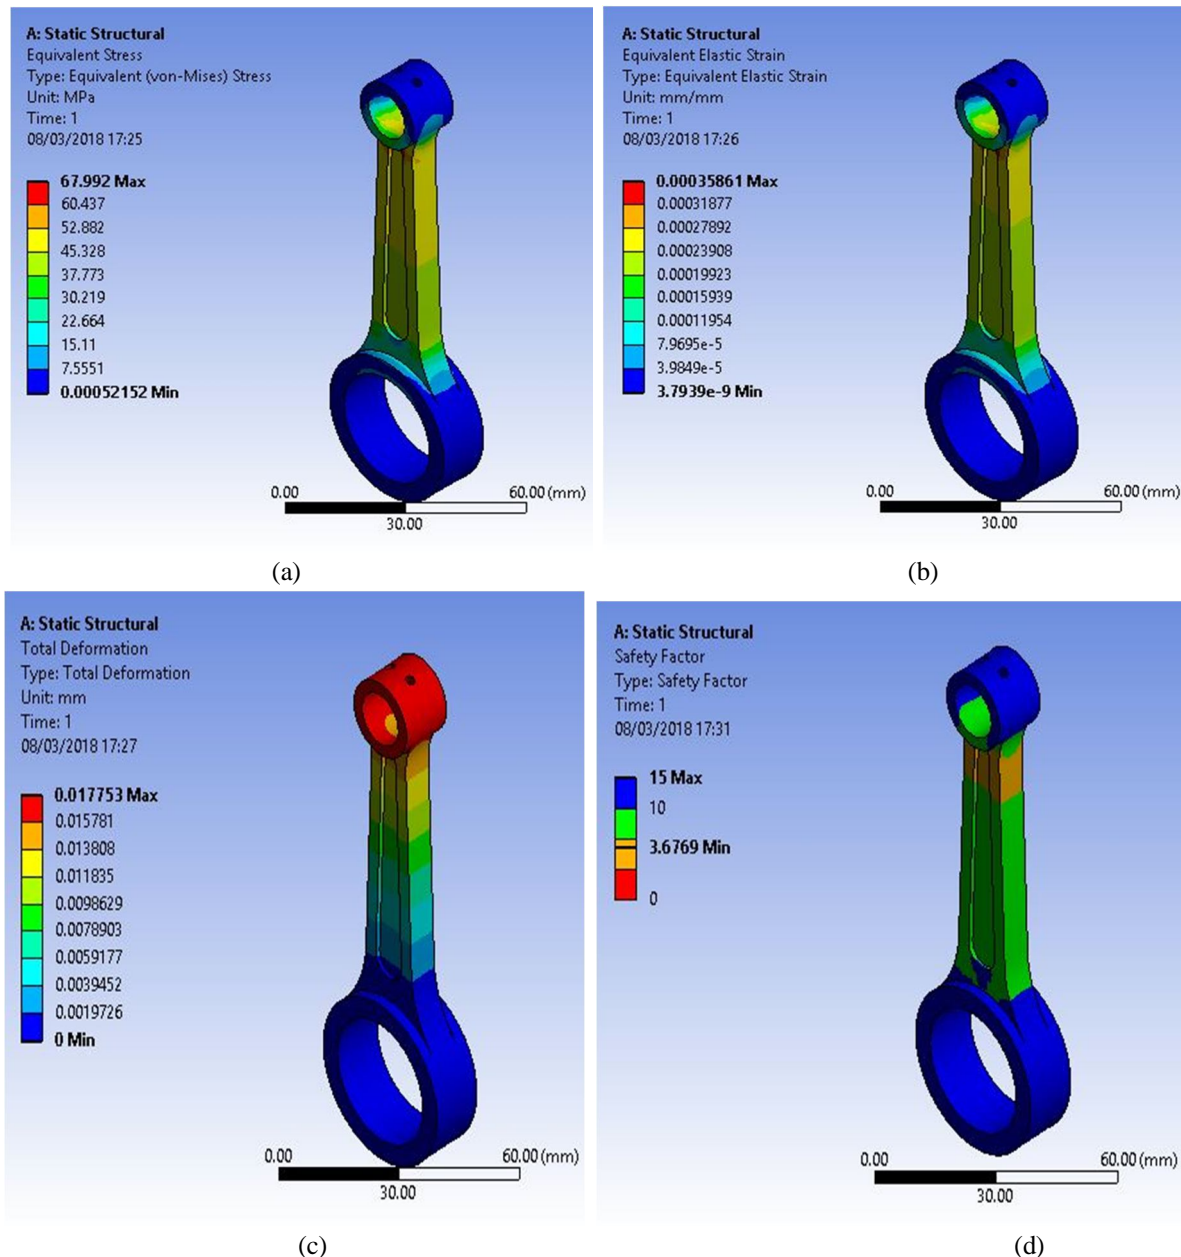 A: Static Structural
Equivalent Stress
Type: Equivalent (von-Mises) Stress
Unit: MPa
Time: 1
08/03/2018 17:25
67.992 Max
60.437
52.882
45.328
37.773
30.219
22.664
15.11
7.5551
0.00052152 Min
0.00
60.00 (mm)
30.00
(a)
A: Static Structural
Equivalent Elastic Strain
Type: Equivalent Elastic Strain
Unit: mm/mm
Time: 1
08/03/2018 17:26
0.00035861 Max
0.00031877
0.00027892
0.00023908
0.00019923
0.00015939
0.00011954
7.9695e-5
3.9849e-5
3.7939e-9 Min
0.00
60.00 (mm)
30.00
(b)
A: Static Structural
Total Deformation
Type: Total Deformation
Unit: mm
Time: 1
08/03/2018 17:27
0.017753 Max
0.015781
0.013808
0.011835
0.0098629
0.0078903
0.0059177
0.0039452
0.0019726
0 Min
0.00
60.00 (mm)
30.00
(c)
A: Static Structural
Safety Factor
Type: Safety Factor
Time: 1
08/03/2018 17:31
15 Max
10
3.6769 Min
0
0.00
60.00 (mm)
30.00
(d)